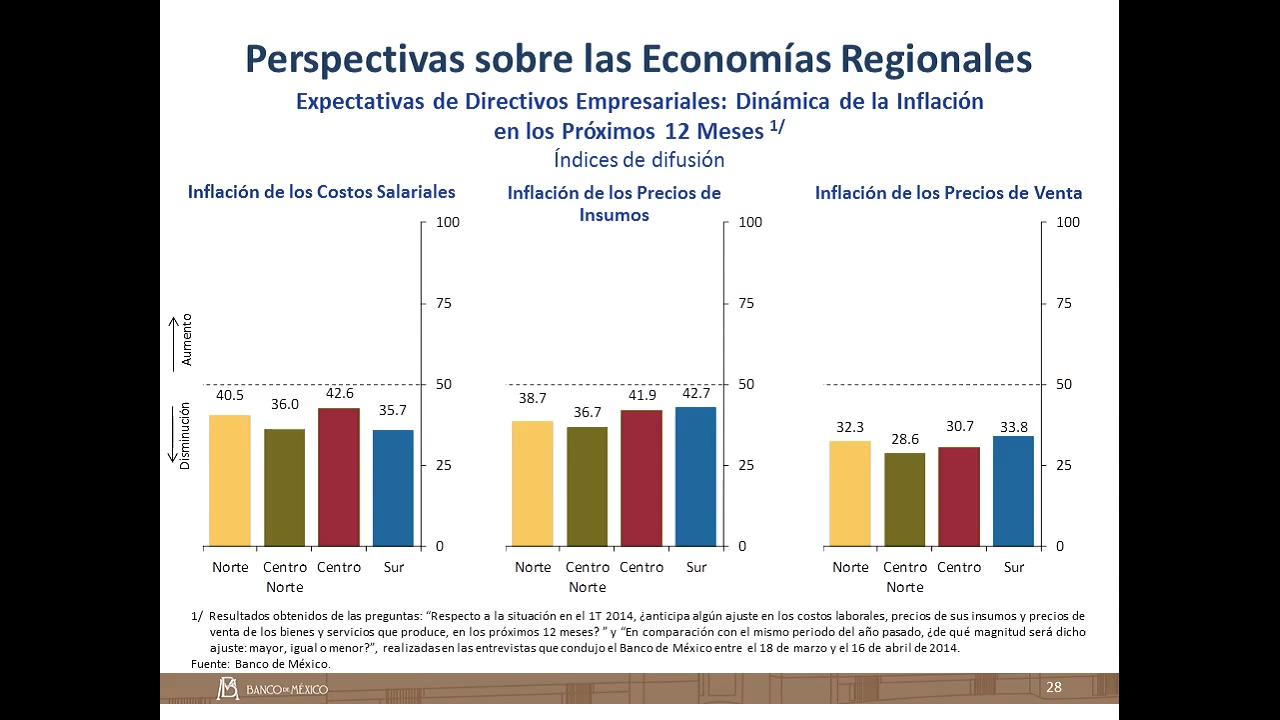 Perspectivas sobre las Economías Regionales
Expectativas de Directivos Empresariales: Dinámica de la Inflación
en los Próximos 12 Meses 1/
Índices de difusión
Inflación de los Costos Salariales
Aumento
Disminución
100
75
50
25
0
40.5
36.0
42.6
35.7
Norte
Centro Norte
Centro
Sur
Inflación de los Precios de
Insumos
100
75
50
25
0
38.7
36.7
41.9
42.7
Norte
Centro Norte
Centro
Sur
Inflación de los Precios de Venta
100
75
50
25
0
32.3
28.6
30.7
33.8
Norte
Centro Norte
Centro
Sur
1/ Resultados obtenidos de las preguntas: “Respecto a la situación en el 1T 2014, ¿anticipa algún ajuste en los costos laborales, precios de sus insumos y precios de
venta de los bienes y servicios que produce, en los próximos 12 meses? ” y “En comparación con el mismo periodo del año pasado, ¿de qué magnitud será dicho
ajuste: mayor, igual o menor?”, realizadas en las entrevistas que condujo el Banco de México entre el 18 de marzo y el 16 de abril de 2014.
Fuente: Banco de México.
BANCO DE MÉXICO
28